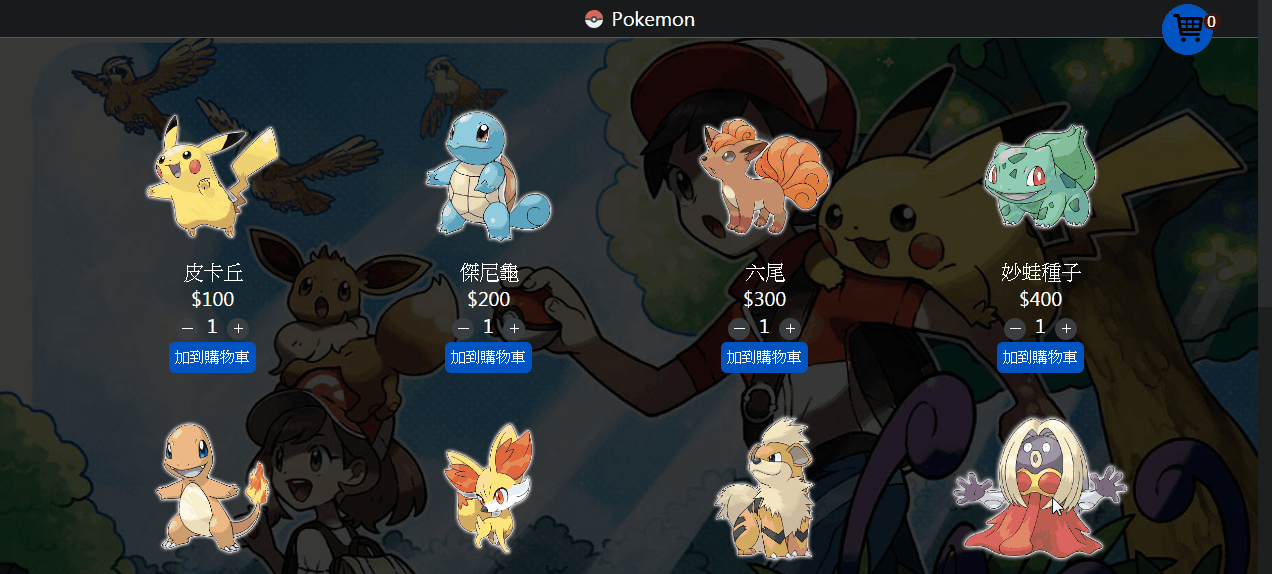 Pokemon
0
皮卡丘
$100
− 1 +
加到購物車
傑尼龜
$200
− 1 +
加到購物車
六尾
$300
− 1 +
加到購物車
妙蛙種子
$400
− 1 +
加到購物車